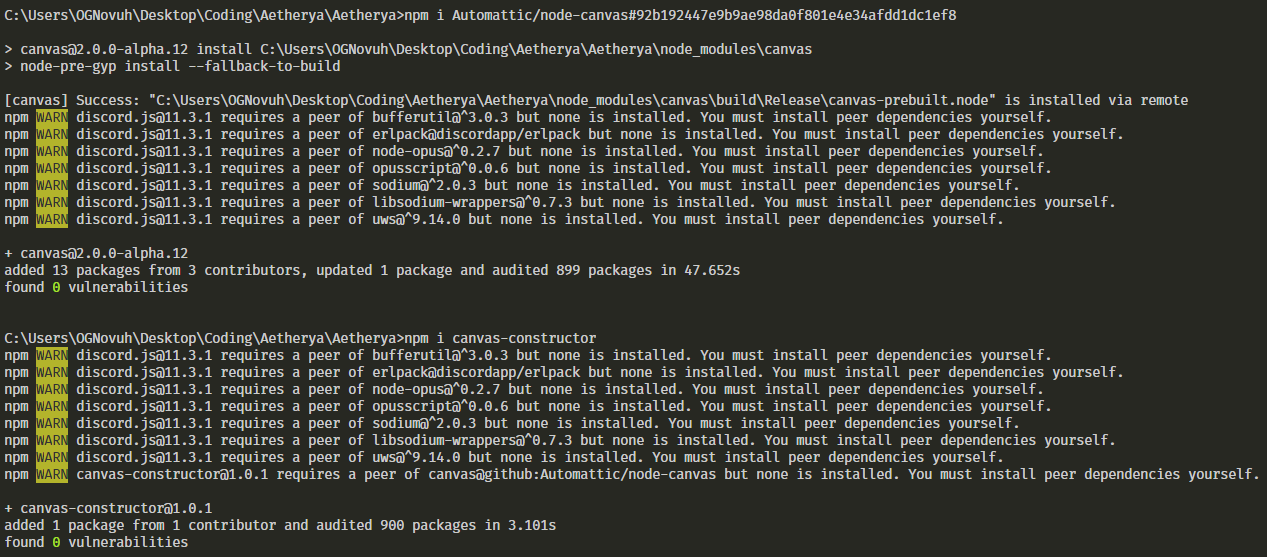 C:\Users\OGNovuh\Desktop\Coding\Aetherya\Aetherya>npm i Automattic/node-canvas#92b192447e9b9ae98da0f801e4e34afdd1dc1ef8
> canvas@2.0.0-alpha.12 install C:\Users\OGNovuh\Desktop\Coding\Aetherya\Aetherya\node_modules\canvas
> node-pre-gyp install --fallback-to-build
[canvas] Success: "C:\Users\OGNovuh\Desktop\Coding\Aetherya\Aetherya\node_modules\canvas\build\Release\canvas-prebuilt.node" is installed via remote
npm WARN discord.js@11.3.1 requires a peer of bufferutil@^3.0.3 but none is installed. You must install peer dependencies yourself.
npm WARN discord.js@11.3.1 requires a peer of erlpack@discordapp/erlpack but none is installed. You must install peer dependencies yourself.
npm WARN discord.js@11.3.1 requires a peer of node-opus@^0.2.7 but none is installed. You must install peer dependencies yourself.
npm WARN discord.js@11.3.1 requires a peer of opusscript@^0.0.6 but none is installed. You must install peer dependencies yourself.
npm WARN discord.js@11.3.1 requires a peer of sodium@^2.0.3 but none is installed. You must install peer dependencies yourself.
npm WARN discord.js@11.3.1 requires a peer of libsodium-wrappers@^0.7.3 but none is installed. You must install peer dependencies yourself.
npm WARN discord.js@11.3.1 requires a peer of uws@^9.14.0 but none is installed. You must install peer dependencies yourself.
+ canvas@2.0.0-alpha.12
added 13 packages from 3 contributors, updated 1 package and audited 899 packages in 47.652s
found 0 vulnerabilities
C:\Users\OGNovuh\Desktop\Coding\Aetherya\Aetherya>npm i canvas-constructor
npm WARN discord.js@11.3.1 requires a peer of bufferutil@^3.0.3 but none is installed. You must install peer dependencies yourself.
npm WARN discord.js@11.3.1 requires a peer of erlpack@discordapp/erlpack but none is installed. You must install peer dependencies yourself.
npm WARN discord.js@11.3.1 requires a peer of node-opus@^0.2.7 but none is installed. You must install peer dependencies yourself.
npm WARN discord.js@11.3.1 requires a peer of opusscript@^0.0.6 but none is installed. You must install peer dependencies yourself.
npm WARN discord.js@11.3.1 requires a peer of sodium@^2.0.3 but none is installed. You must install peer dependencies yourself.
npm WARN discord.js@11.3.1 requires a peer of libsodium-wrappers@^0.7.3 but none is installed. You must install peer dependencies yourself.
npm WARN discord.js@11.3.1 requires a peer of uws@^9.14.0 but none is installed. You must install peer dependencies yourself.
npm WARN canvas-constructor@1.0.1 requires a peer of canvas@github:Automattic/node-canvas but none is installed. You must install peer dependencies yourself.
+ canvas-constructor@1.0.1
added 1 package from 1 contributor and audited 900 packages in 3.101s
found 0 vulnerabilities